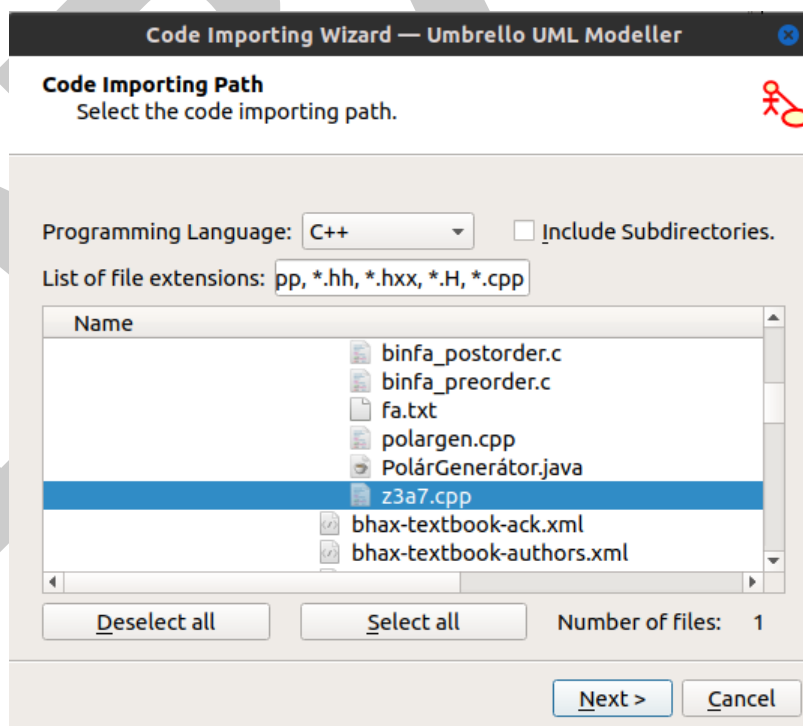 Code Importing Wizard — Umbrello UML Modeller
Code Importing Path
Select the code importing path.
Programming Language: C++ Include Subdirectories.
List of file extensions: pp, *.hh, *.hxx, *.H, *.cpp
Name
binfa_postorder.c
binfa_preorder.c
fa.txt
polargen.cpp
PolárGenerátor.java
z3a7.cpp
bhax-textbook-ack.xml
bhax-textbook-authors.xml
Deselect all Select all Number of files: 1
Next > Cancel